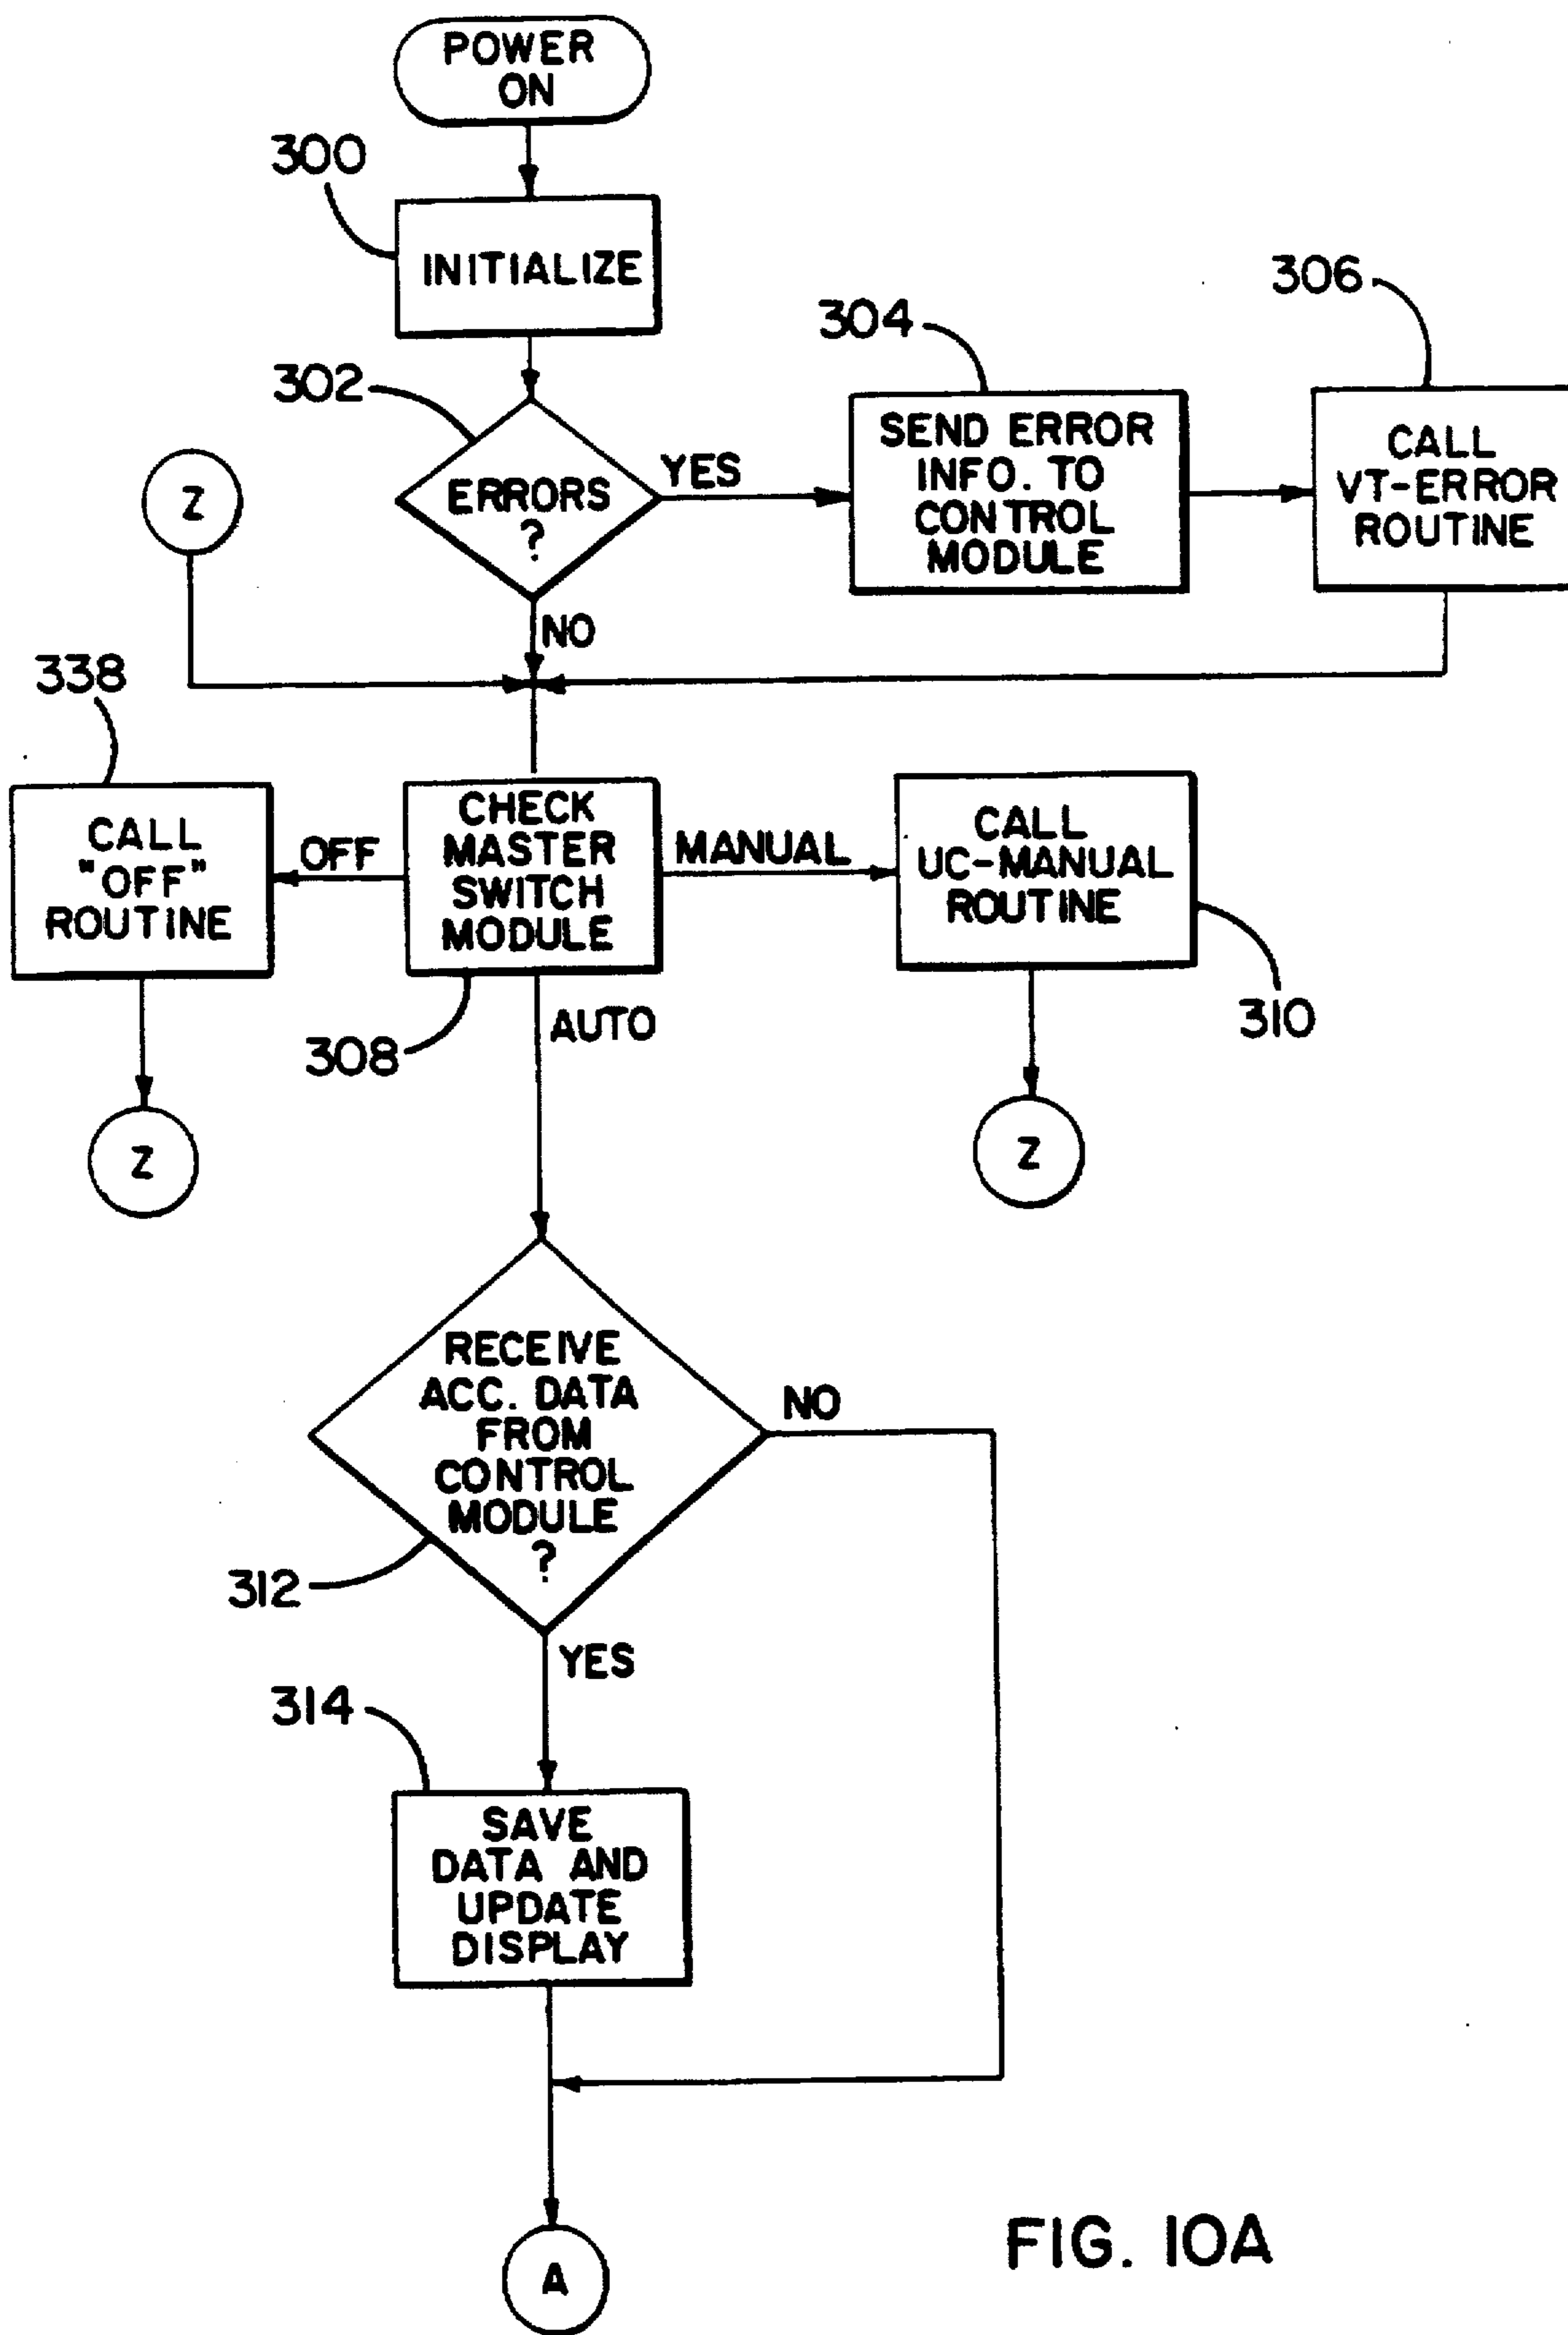 POWER
ON
300
INITIALIZE
302
ERRORS
?
YES
304
SEND ERROR
INFO. TO
CONTROL
MODULE
306
CALL
VT-ERROR
ROUTINE
Z
NO
338
CALL
"OFF"
ROUTINE
OFF
CHECK
MASTER
SWITCH
MODULE
308
MANUAL
CALL
UC-MANUAL
ROUTINE
310
AUTO
Z
Z
RECEIVE
ACC. DATA
FROM
CONTROL
MODULE
?
NO
312
YES
314
SAVE
DATA AND
UPDATE
DISPLAY
A
FIG. 10A